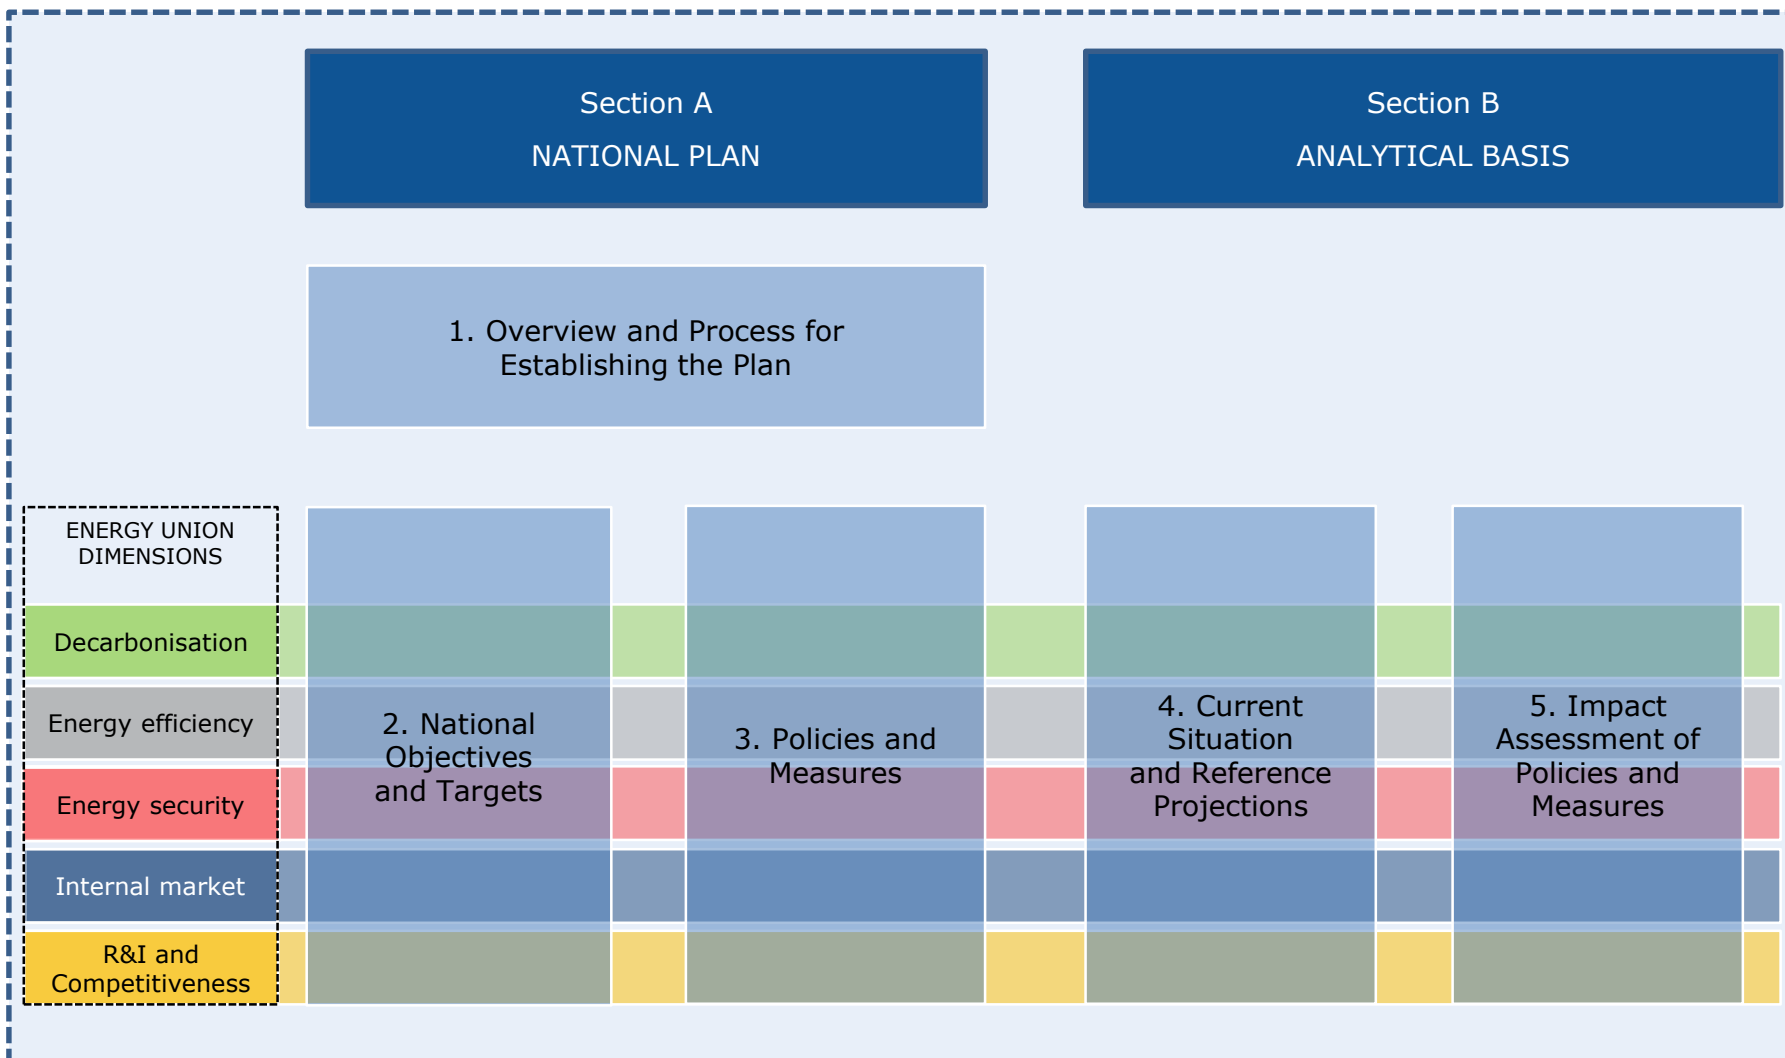 Section A
NATIONAL PLAN
Section B
ANALYTICAL BASIS
1. Overview and Process for
Establishing the Plan
ENERGY UNION
DIMENSIONS
Decarbonisation
Energy efficiency
Energy security
Internal market
R&I and
Competitiveness
2. National
Objectives
and Targets
3. Policies and
Measures
4. Current
Situation
and Reference
Projections
5. Impact
Assessment of
Policies and
Measures